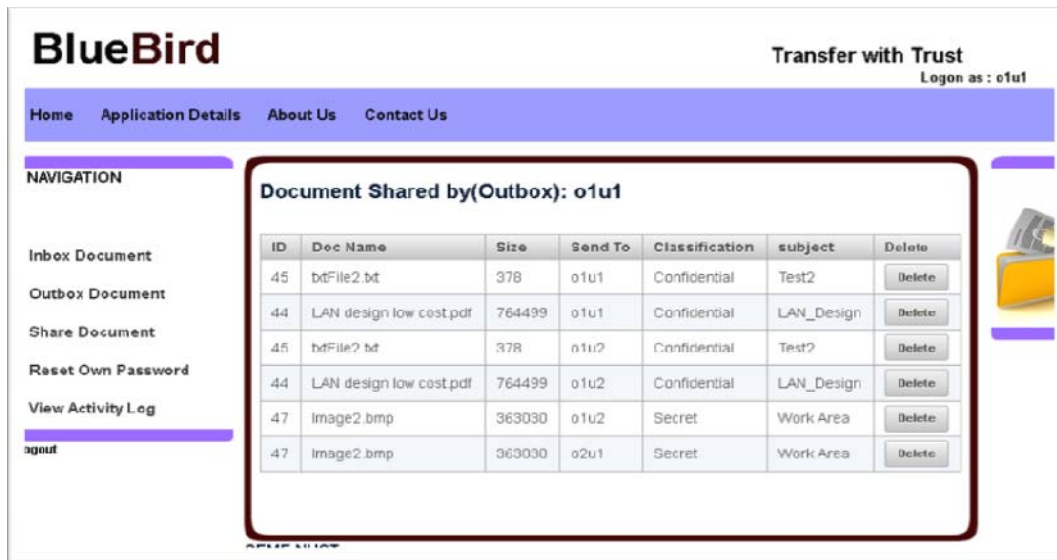 BlueBird
Transfer with Trust
Logon as : o1u1
Home Application Details About Us Contact Us
NAVIGATION
Inbox Document
Outbox Document
Share Document
Reset Own Password
View Activity Log
ogout
Document Shared by(Outbox): o1u1
ID Doc Name Size Send To Classification subject Delete
45 txtFile2.txt 378 o1u1 Confidential Test2 Delete
44 LAN design low cost.pdf 764499 o1u1 Confidential LAN_Design Delete
45 txtFile2.txt 378 o1u2 Confidential Test2 Delete
44 LAN design low cost.pdf 764499 o1u2 Confidential LAN_Design Delete
47 Image2.bmp 363030 o1u2 Secret Work Area Delete
47 Image2.bmp 363030 o2u1 Secret Work Area Delete